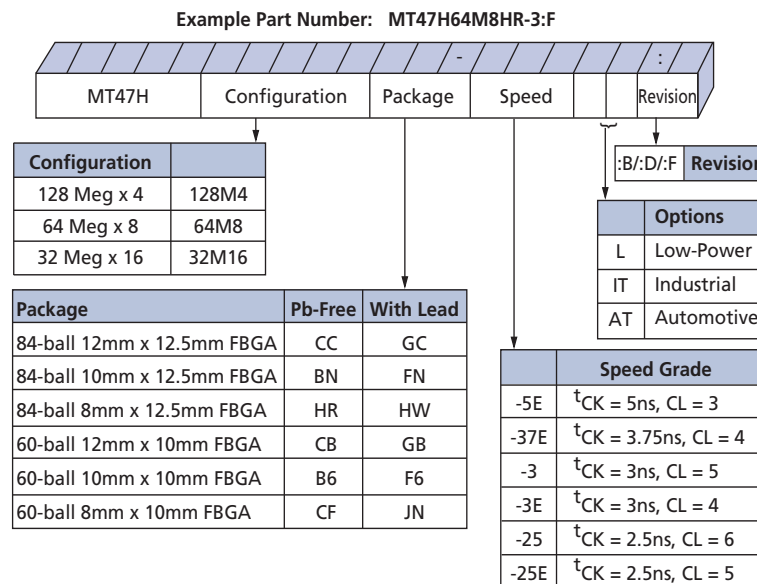 Example Part Number: MT47H64M8HR-3:F
- :
MT47H Configuration Package Speed Revision
:B/:D/:F Revision
Configuration
128 Meg x 4 128M4
64 Meg x 8 64M8
32 Meg x 16 32M16
Options
L Low-Power
IT Industrial
AT Automotive
Package Pb-Free With Lead
84-ball 12mm x 12.5mm FBGA CC GC
84-ball 10mm x 12.5mm FBGA BN FN
84-ball 8mm x 12.5mm FBGA HR HW
60-ball 12mm x 10mm FBGA CB GB
60-ball 10mm x 10mm FBGA B6 F6
60-ball 8mm x 10mm FBGA CF JN
Speed Grade
-5E tCK = 5ns, CL = 3
-37E tCK = 3.75ns, CL = 4
-3 tCK = 3ns, CL = 5
-3E tCK = 3ns, CL = 4
-25 tCK = 2.5ns, CL = 6
-25E tCK = 2.5ns, CL = 5